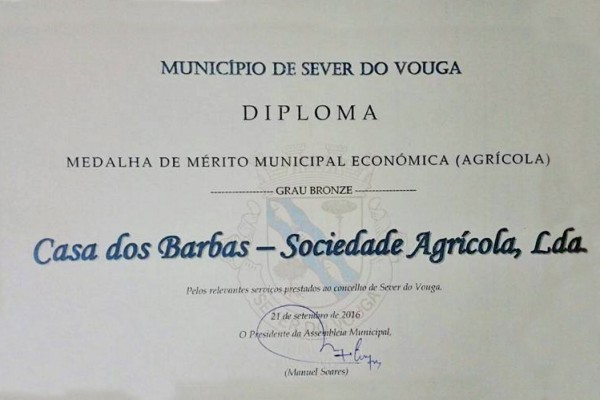 MUNICÍPIO DE SEVER DO VOUGA
DIPLOMA
MEDALHA DE MÉRITO MUNICIPAL ECONÓMICA (AGRÍCOLA)
-------------------- GRAU BRONZE --------------------
Casa dos Barbas – Sociedade Agrícola, Lda.
Pelos relevantes serviços prestados ao concelho de Sever do Vouga.
21 de setembro de 2016
O Presidente da Assembleia Municipal,
(Manuel Soares)